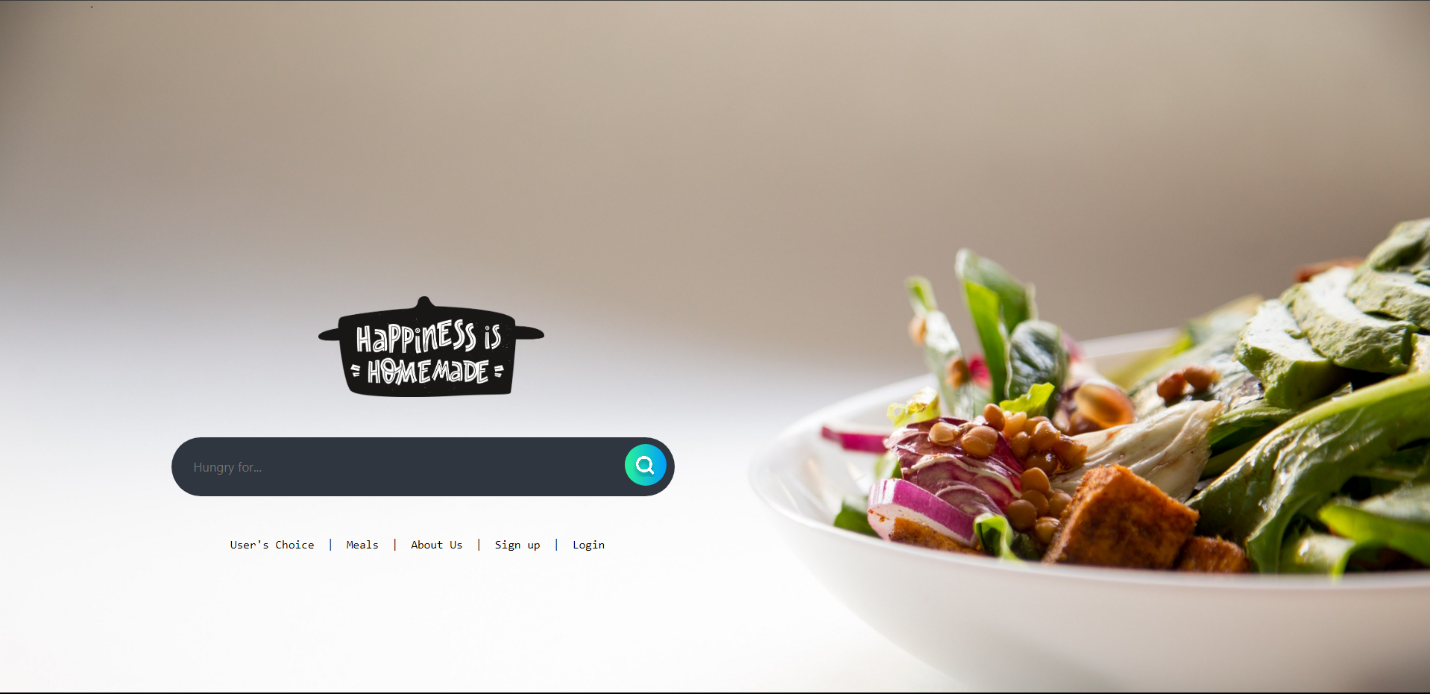 HAPPINESS iS
HOMEMADE
Hungry for...
User's Choice | Meals | About Us | Sign up | Login